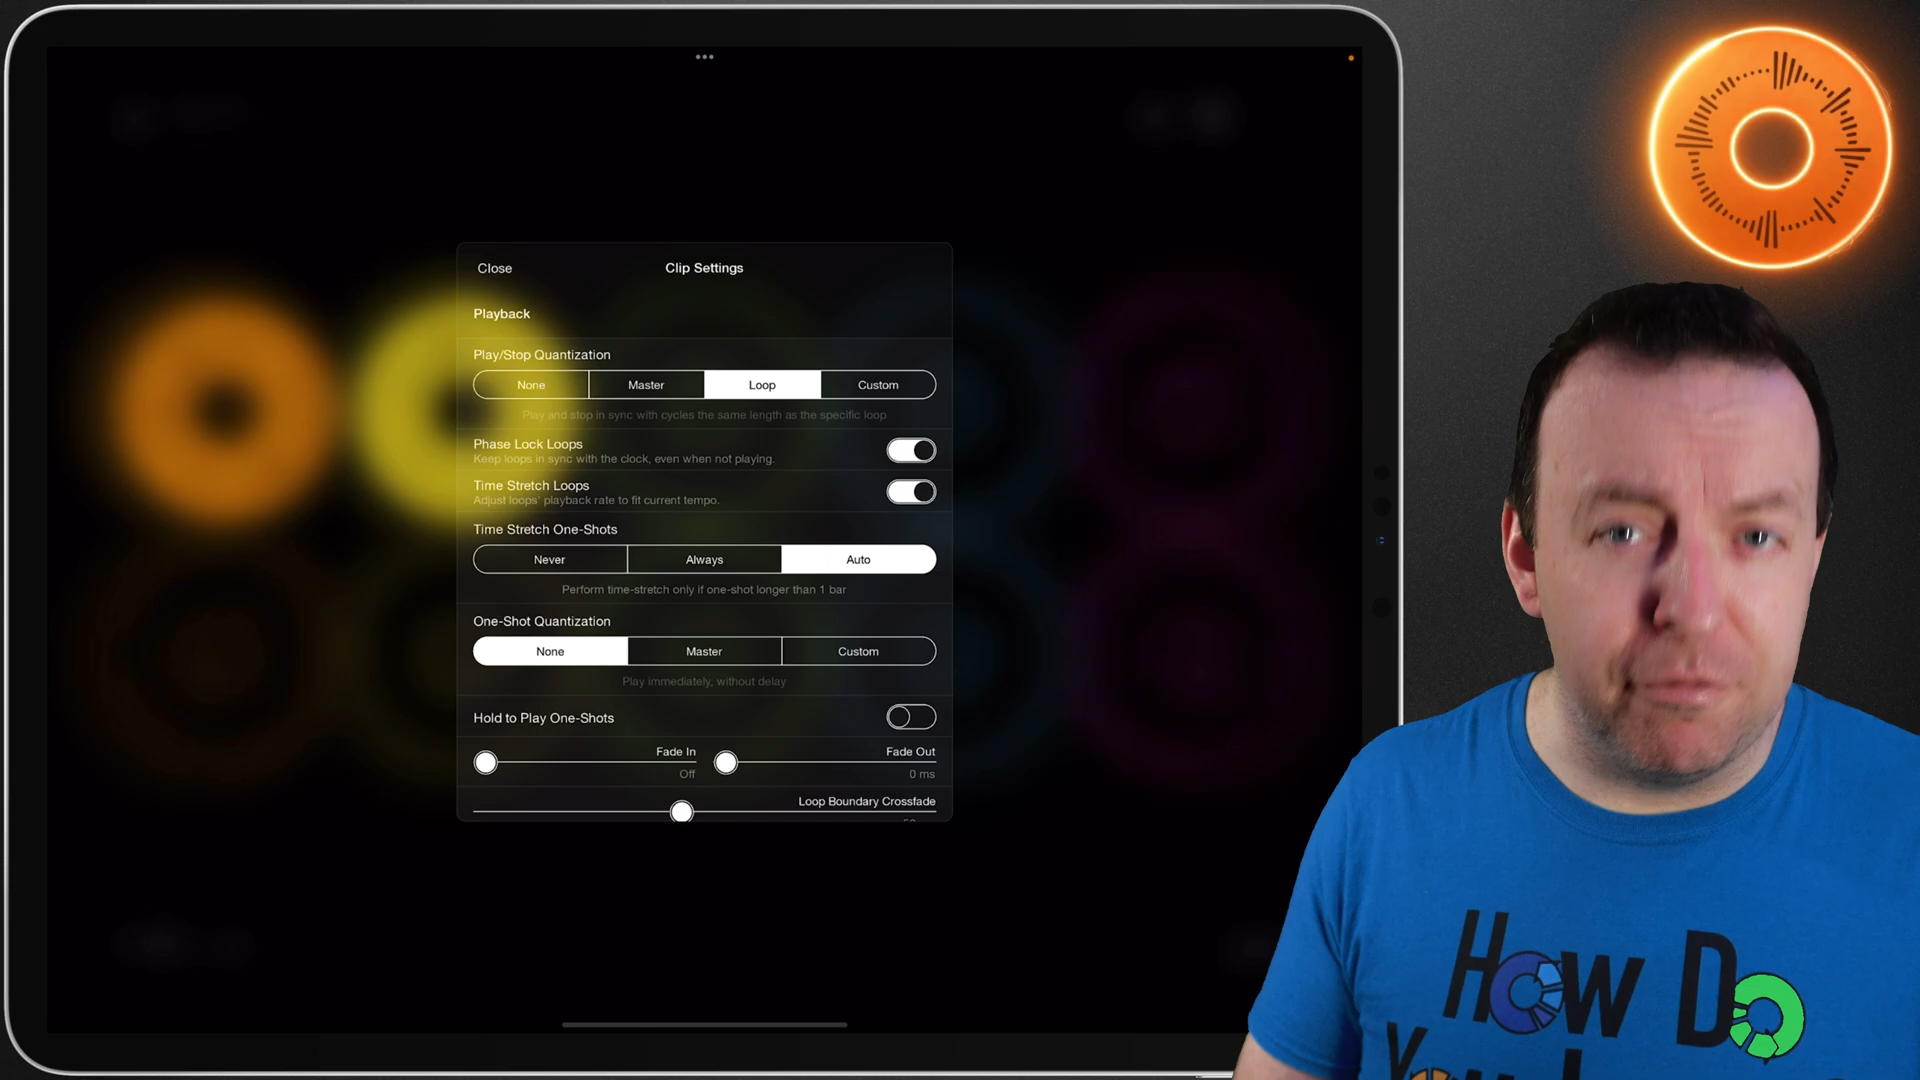 Close
Clip Settings
Playback
Play/Stop Quantization
None Master Loop Custom
Play and stop in sync with cycles the same length as the specific loop
Phase Lock Loops
Keep loops in sync with the clock, even when not playing.
Time Stretch Loops
Adjust loops' playback rate to fit current tempo.
Time Stretch One-Shots
Never Always Auto
Perform time-stretch only if one-shot longer than 1 bar
One-Shot Quantization
None Master Custom
Play immediately, without delay
Hold to Play One-Shots
Fade In
Off
Fade Out
0 ms
Loop Boundary Crossfade
How Do